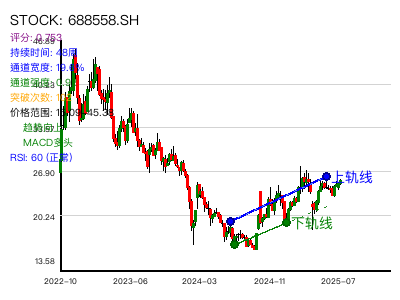 STOCK: 688558.SH
评分: 0.753
持续时间: 48周
通道宽度: 19.
通道强度: 0.9
突破次数:
价格范围: 15.09-45.3
趋势
MACD多头
RSI: 60 (正常)
26.90
20.24
13.58
上轨线
下轨线
2022-10
2023-06
2024-03
2024-11
2025-07